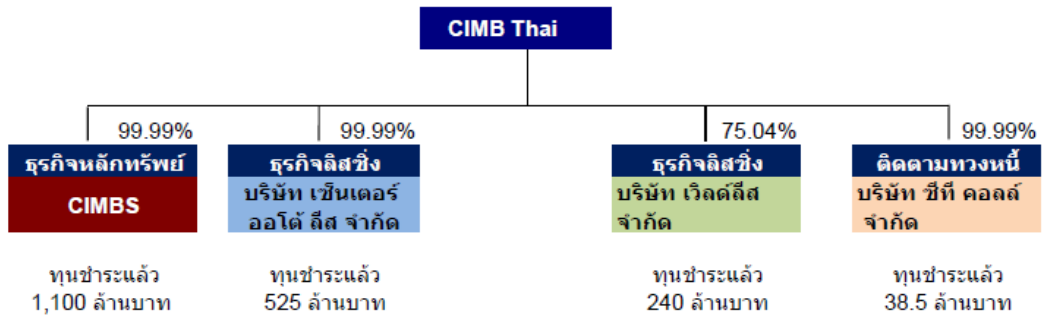 CIMB Thai
99.99%
99.99%
75.04%
99.99%
ธุรกิจหลักทรัพย์
CIMBS
ทุนชำระแล้ว
1,100 ล้านบาท
ธุรกิจลิสซิ่ง
บริษัท เซ็นเตอร์
ออโต้ ลีส จำกัด
ทุนชำระแล้ว
525 ล้านบาท
ธุรกิจลิสซิ่ง
บริษัท เวิลด์ลีส
จำกัด
ทุนชำระแล้ว
240 ล้านบาท
ติดตามทวงหนี้
บริษัท ซีที คอลล์
จำกัด
ทุนชำระแล้ว
38.5 ล้านบาท